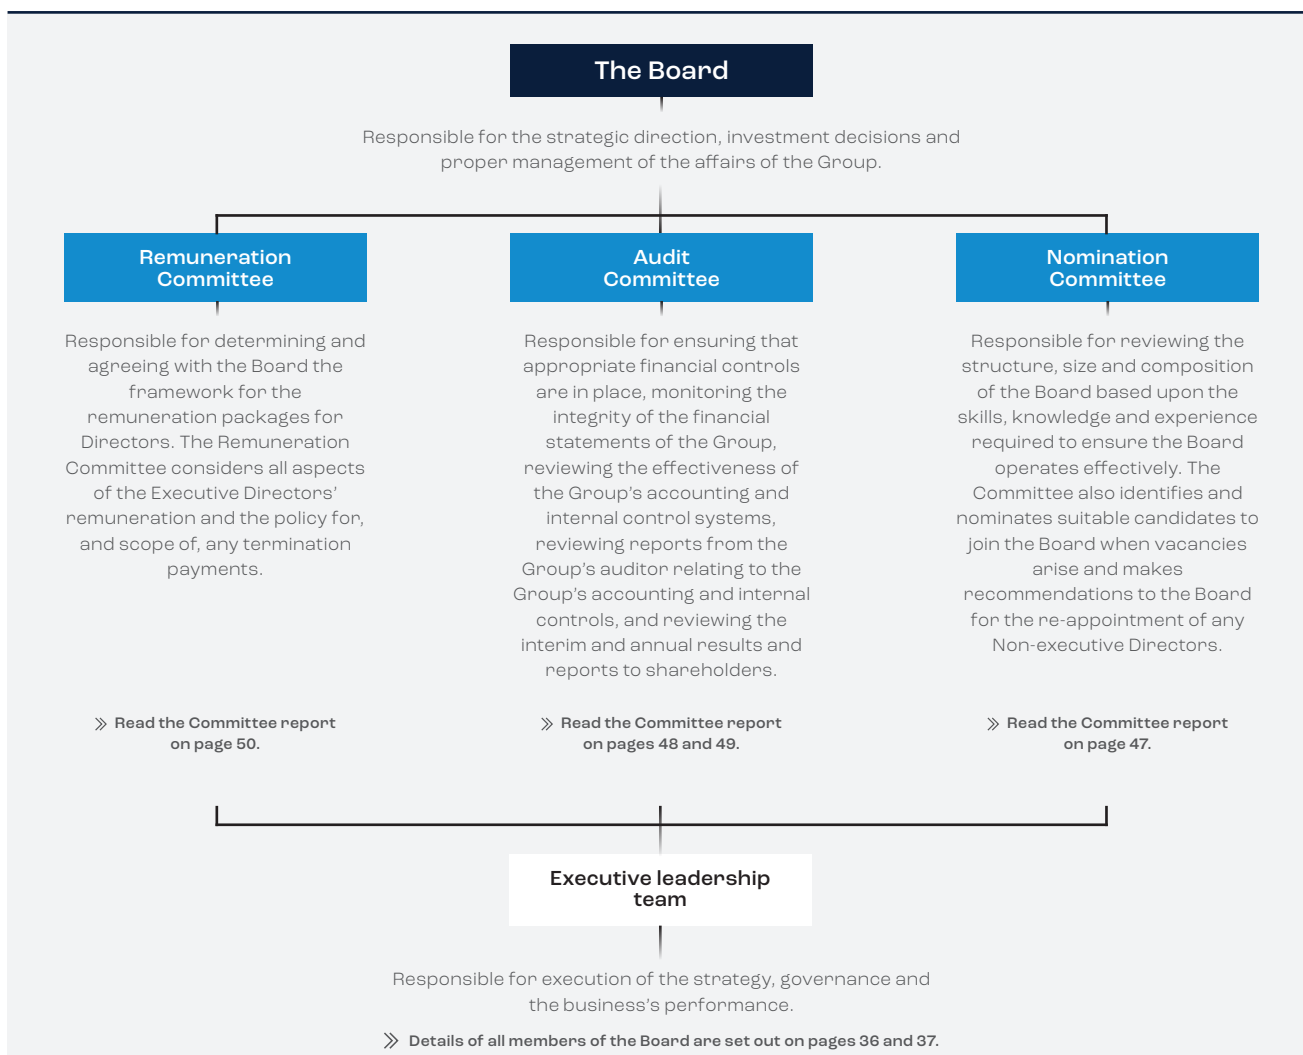 The Board
Responsible for the strategic direction, investment decisions and
proper management of the affairs of the Group.
Remuneration
Committee
Responsible for determining and
agreeing with the Board the
framework for the
remuneration packages for
Directors. The Remuneration
Committee considers all aspects
of the Executive Directors’
remuneration and the policy for,
and scope of, any termination
payments.
Read the Committee report
on page 50.
Audit
Committee
Responsible for ensuring that
appropriate financial controls
are in place, monitoring the
integrity of the financial
statements of the Group,
reviewing the effectiveness of
the Group’s accounting and
internal control systems,
reviewing reports from the
Group’s auditor relating to the
Group’s accounting and internal
controls, and reviewing the
interim and annual results and
reports to shareholders.
Read the Committee report
on pages 48 and 49.
Nomination
Committee
Responsible for reviewing the
structure, size and composition
of the Board based upon the
skills, knowledge and experience
required to ensure the Board
operates effectively. The
Committee also identifies and
nominates suitable candidates to
join the Board when vacancies
arise and makes
recommendations to the Board
for the re-appointment of any
Non-executive Directors.
Read the Committee report
on page 47.
Executive leadership
team
Responsible for execution of the strategy, governance and
the business’s performance.
Details of all members of the Board are set out on pages 36 and 37.